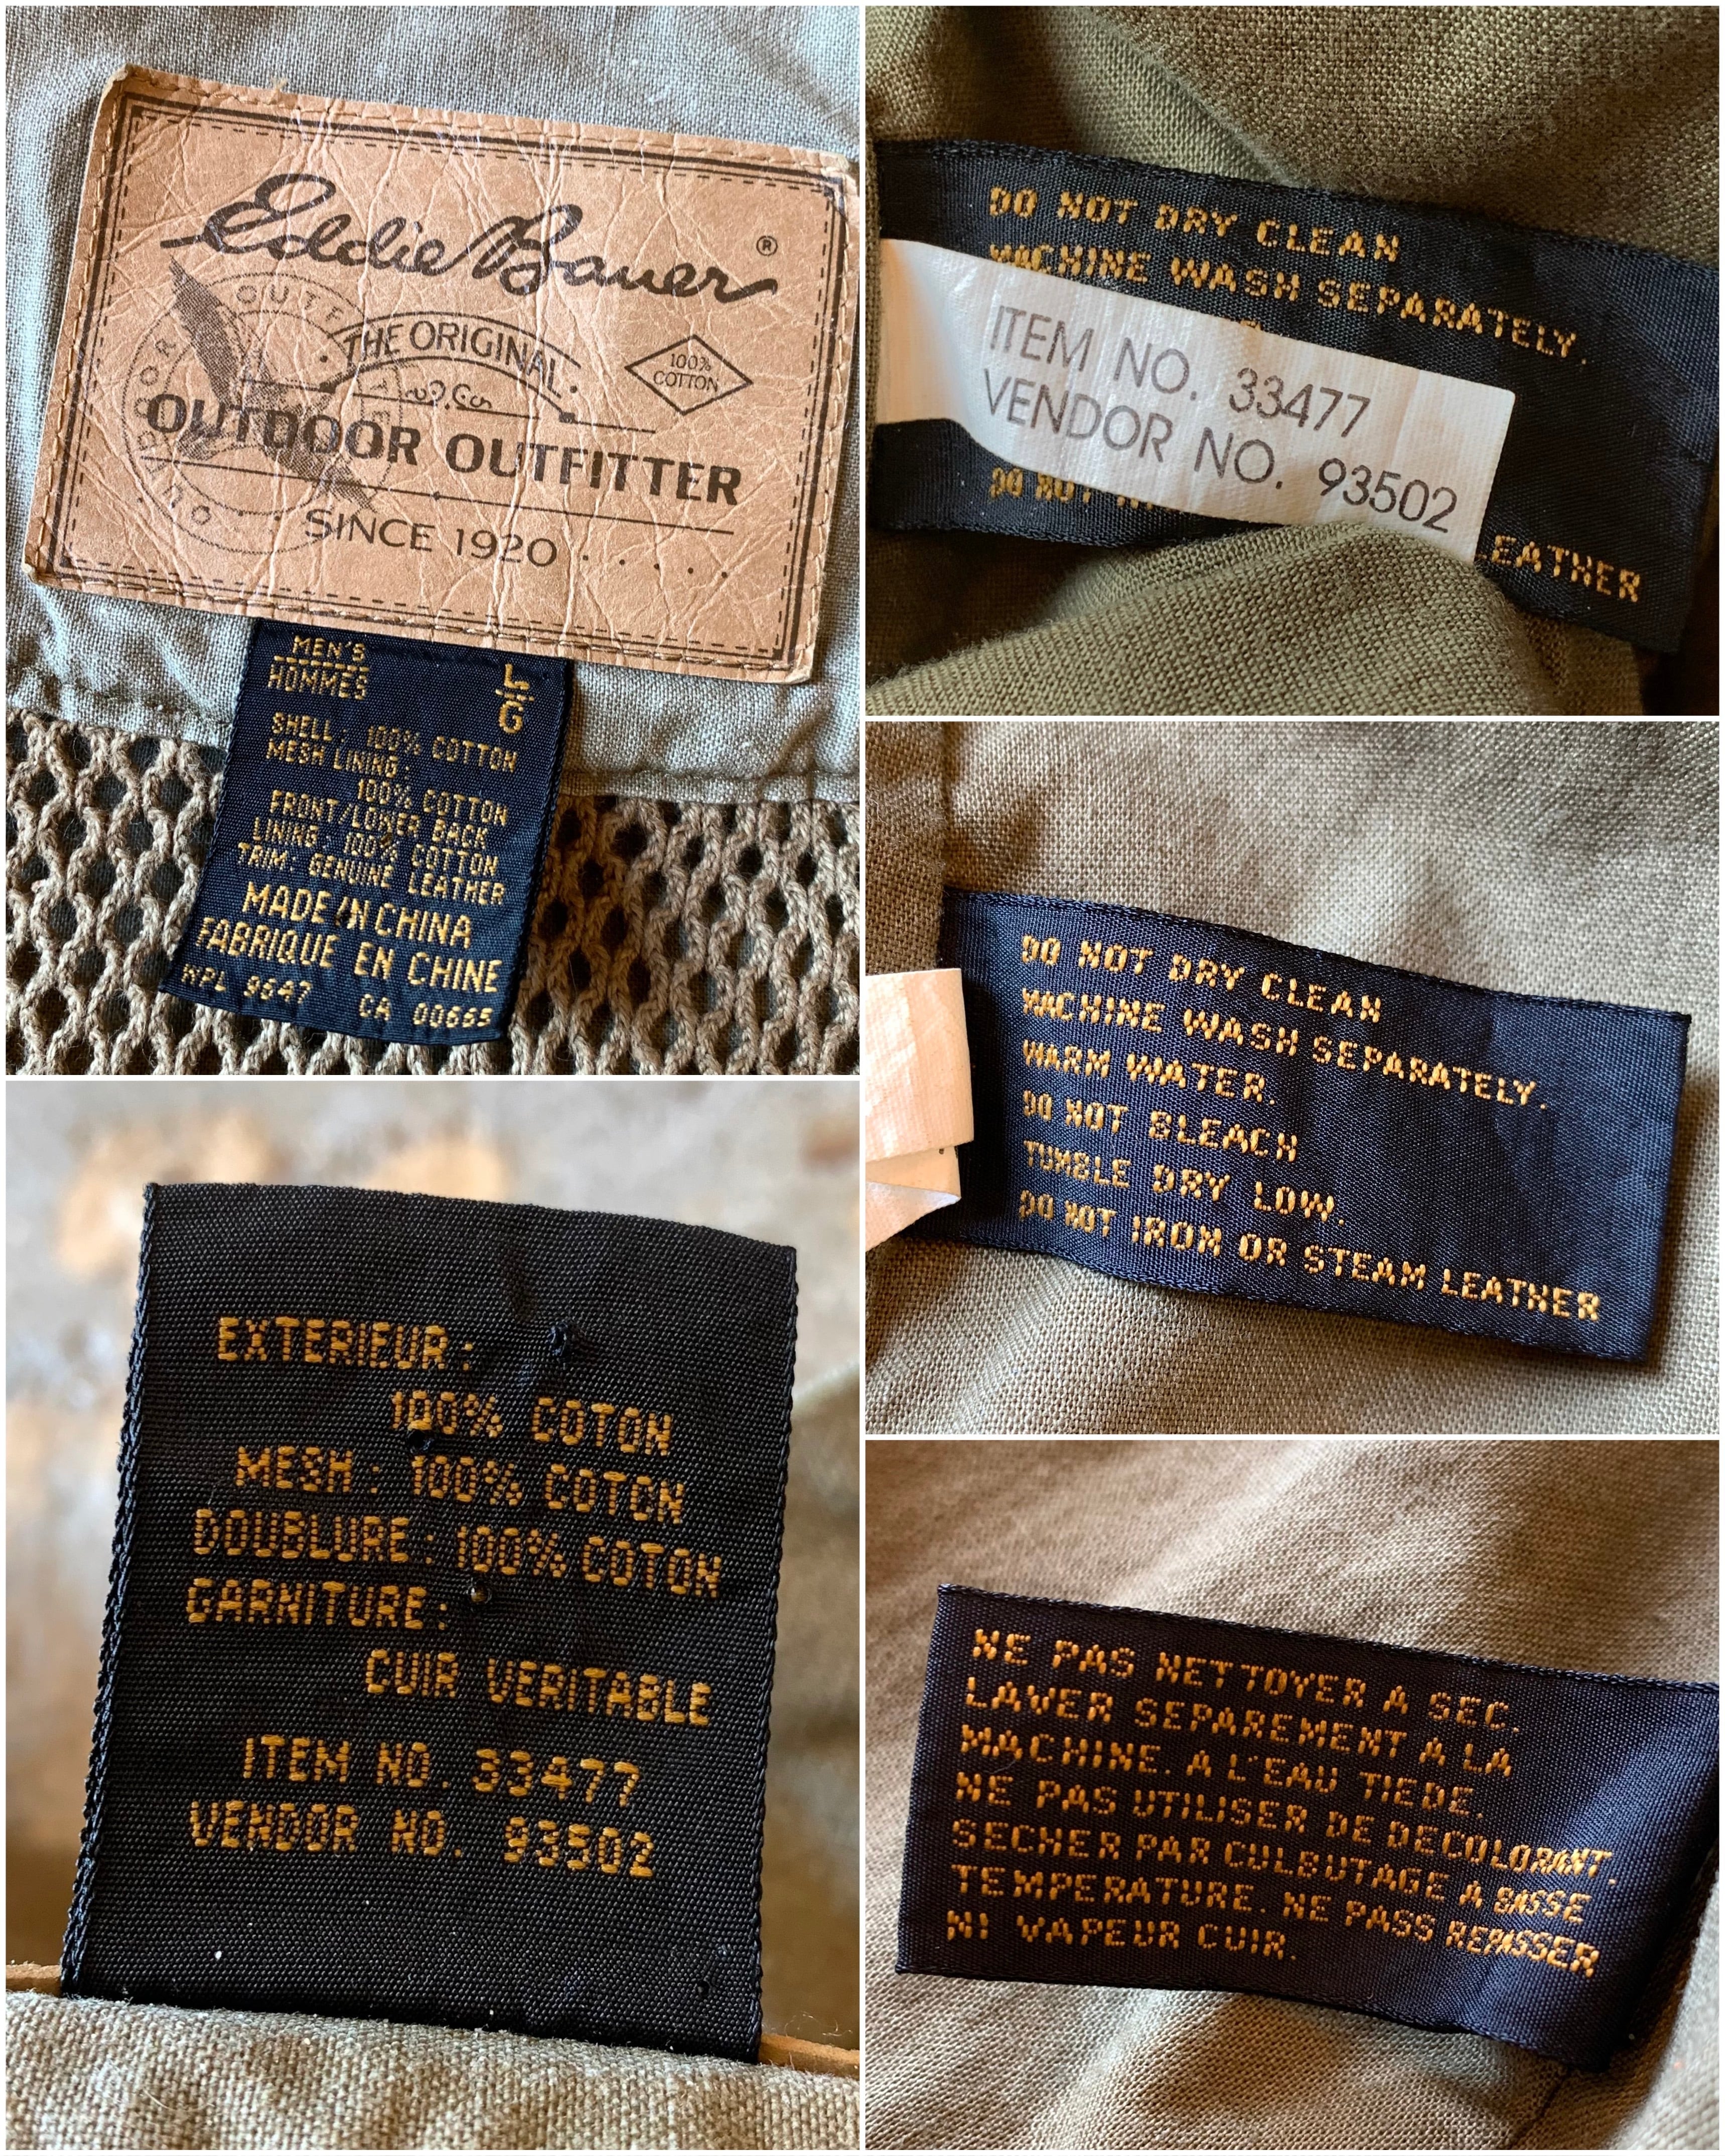 Eddie Bauer ®
OUTDOOR OUTFITTER
THE ORIGINAL
100%
COTTON
OUTDOOR OUTFITTER
SINCE 1920
MEN'S
HOMMES
L
G
SHELL: 100% COTTON
MESH LINING:
100% COTTON
FRONT/LOWER BACK
LINING: 100% COTTON
TRIM: GENUINE LEATHER
MADE IN CHINA
FABRIQUE EN CHINE
WPL 9647 CA 00665
DO NOT DRY CLEAN
MACHINE WASH SEPARATELY.
ITEM NO. 33477
VENDOR NO. 93502
DO NOT
EATHER
DO NOT DRY CLEAN
MACHINE WASH SEPARATELY.
WARM WATER.
DO NOT BLEACH
TUMBLE DRY LOW.
DO NOT IRON OR STEAM LEATHER
EXTERIEUR:
100% COTON
MESH: 100% COTON
DOUBLURE: 100% COTON
GARNITURE:
CUIR VERITABLE
ITEM NO. 33477
VENDOR NO. 93502
NE PAS NETTOYER A SEC.
LAVER SEPAREMENT A LA
MACHINE. A L'EAU TIEDE.
NE PAS UTILISER DE DECOLORANT.
SECHER PAR CULBUTAGE A BASSE
TEMPERATURE. NE PASS REPASSER
NI VAPEUR CUIR.